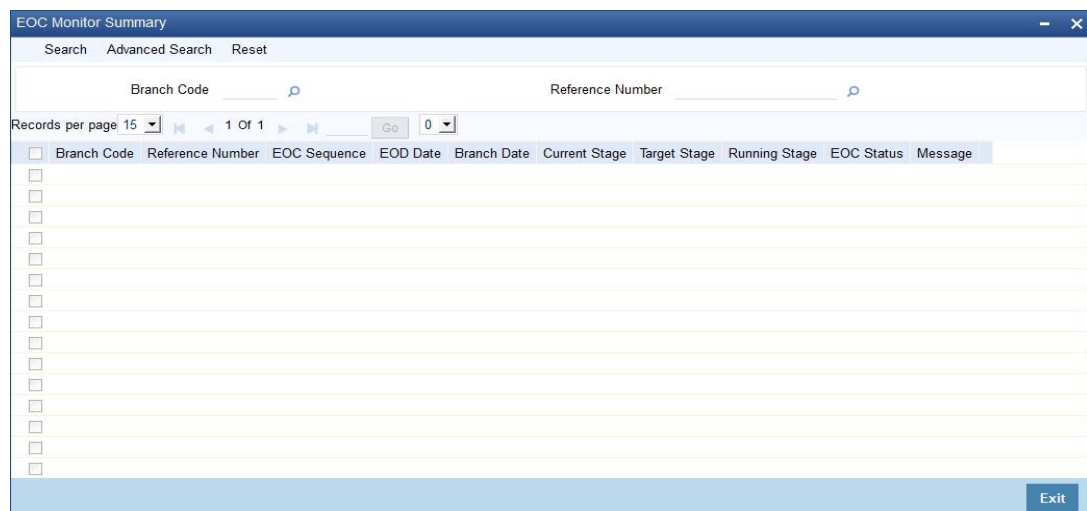 EOC Monitor Summary
Search Advanced Search Reset
Branch Code Reference Number
Records per page 15 1 Of 1 Go 0
Branch Code Reference Number EOC Sequence EOD Date Branch Date Current Stage Target Stage Running Stage EOC Status Message
Exit